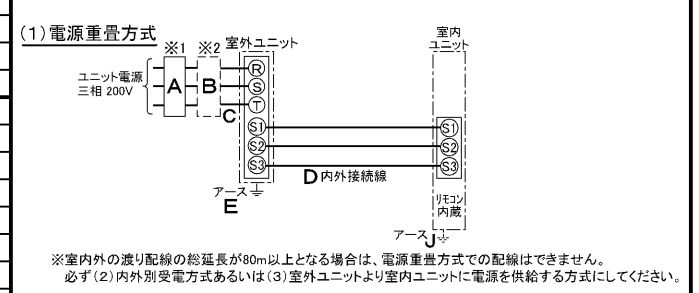 (1)電源重畳方式
※1 ※2 室外ユニット 室内ユニット
ユニット電源
三相 200V
A B C
R
S
T
S1 S1
S2 S2
S3 S3
D 内外接続線
アース
E
リモコン
内蔵
アース J
※室内外の渡り配線の総延長が80m以上となる場合は、電源重畳方式での配線はできません。
必ず(2)内外別受電方式あるいは(3)室外ユニットより室内ユニットに電源を供給する方式にしてください。